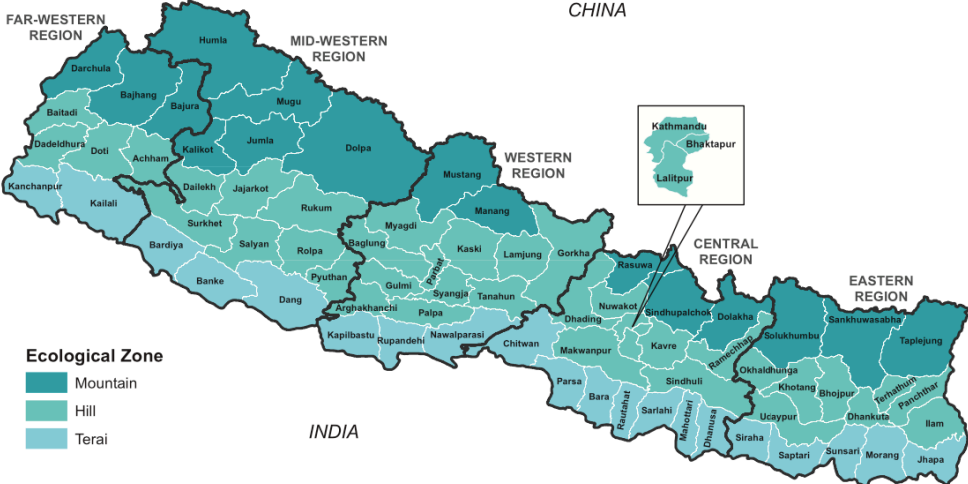 CHINA
FAR-WESTERN
REGION
MID-WESTERN
REGION
WESTERN
REGION
CENTRAL
REGION
EASTERN
REGION
Humla
Darchula
Bajhang
Bajura
Mugu
Baitadi
Dadeldhura
Doti
Achham
Kalikot
Jumla
Dolpa
Kanchanpur
Kailali
Dailekh
Jajarkot
Rukum
Surkhet
Salyan
Rolpa
Bardiya
Banke
Dang
Pyuthan
Mustang
Manang
Myagdi
Baglung
Kaski
Lamjung
Gorkha
Parbat
Gulmi
Syangja
Tanahun
Arghakhanchi
Palpa
Kapilbastu
Rupandehi
Nawalparasi
Kathmandu
Bhaktapur
Lalitpur
Rasuwa
Nuwakot
Sindhupalchok
Dolakha
Dhading
Chitwan
Makwanpur
Kavre
Ramechhap
Sindhuli
Parsa
Bara
Rautahat
Sarlahi
Mahottari
Dhanusa
Solukhumbu
Sankhuwasabha
Taplejung
Okhaldhunga
Khotang
Bhojpur
Terhathum
Panchthar
Ucaypur
Dhankuta
Ilam
Siraha
Saptari
Sunsari
Morang
Jhapa
Ecological Zone
Mountain
Hill
Terai
INDIA